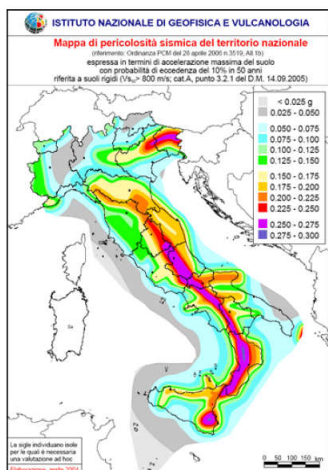 ISTITUTO NAZIONALE DI GEOFISICA E VULCANOLOGIA
Mappa di pericolosità sismica del territorio nazionale
(riferimento: Ordinanza PCM del 28 aprile 2006 n.3519, All.1b)
espressa in termini di accelerazione massima del suolo
con probabilità di eccedenza del 10% in 50 anni
riferita a suoli rigidi (Vs₃₀> 800 m/s; cat.A, punto 3.2.1 del D.M. 14.09.2005)
< 0.025 g
0.025 - 0.050
0.050 - 0.075
0.075 - 0.100
0.100 - 0.125
0.125 - 0.150
0.150 - 0.175
0.175 - 0.200
0.200 - 0.225
0.225 - 0.250
0.250 - 0.275
0.275 - 0.300
Le sigle individuano isole
per le quali è necessaria
una valutazione ad hoc
Elaborazione: aprile 2004
0 50 100 150
km